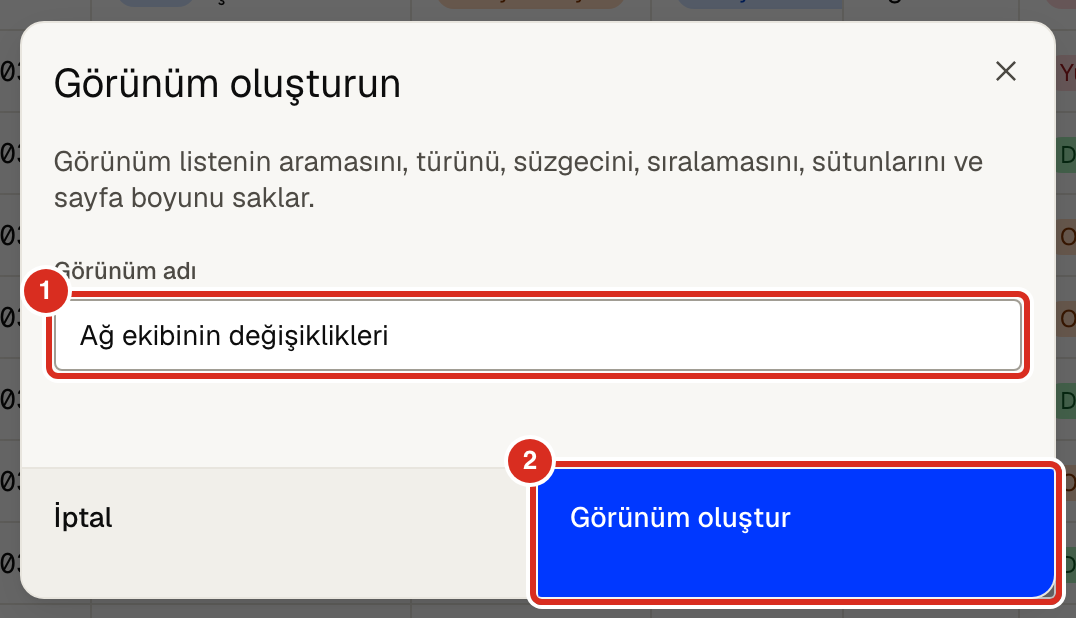 Görünüm oluşturun
Görünüm listenin aramasını, türünü, süzgecini, sıralamasını, sütunlarını ve
sayfa boyunu saklar.
Görünüm adı
1
Ağ ekibinin değişiklikleri
2
İptal
Görünüm oluştur